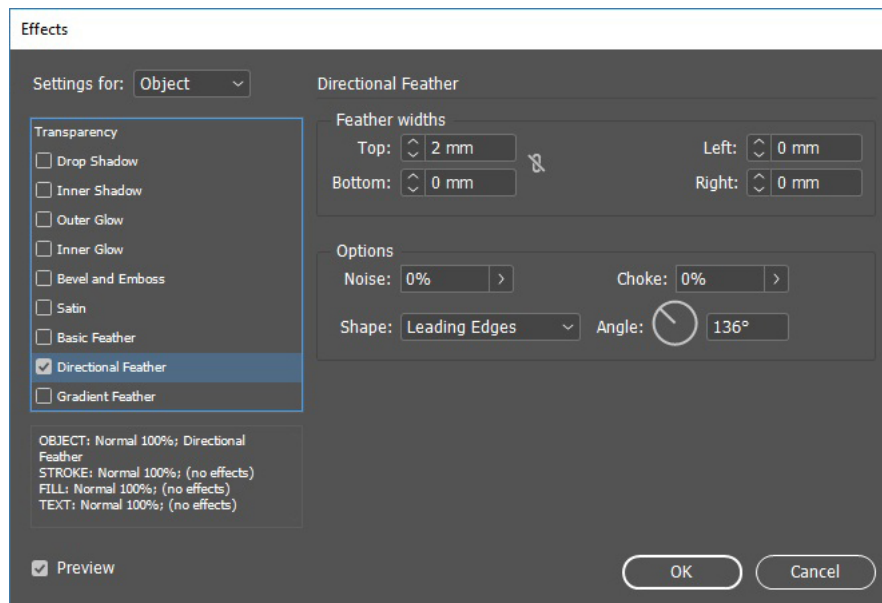 Effects
Settings for: Object
Transparency
Drop Shadow
Inner Shadow
Outer Glow
Inner Glow
Bevel and Emboss
Satin
Basic Feather
Directional Feather
Gradient Feather
OBJECT: Normal 100%; Directional
Feather
STROKE: Normal 100%; (no effects)
FILL: Normal 100%; (no effects)
TEXT: Normal 100%; (no effects)
Preview
Directional Feather
Feather widths
Top: 2 mm Left: 0 mm
Bottom: 0 mm Right: 0 mm
Options
Noise: 0% Choke: 0%
Shape: Leading Edges Angle: 136°
OK Cancel